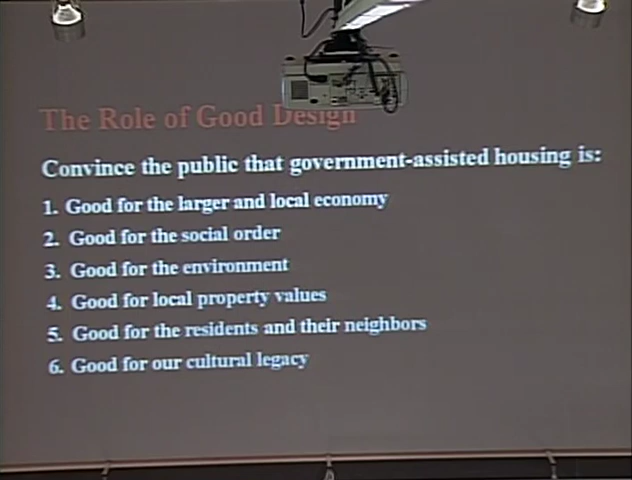 The Role of Good Design
Convince the public that government-assisted housing is:
1. Good for the larger and local economy
2. Good for the social order
3. Good for the environment
4. Good for local property values
5. Good for the residents and their neighbors
6. Good for our cultural legacy